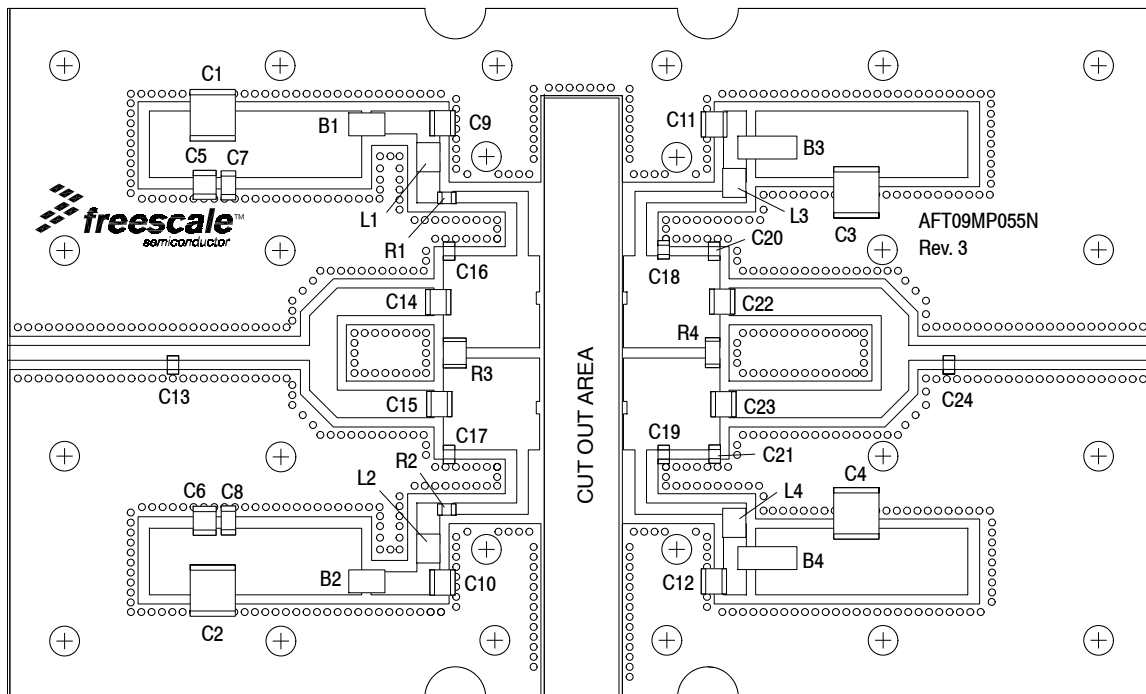 C1
B1
C9
C11
B3
C5
C7
L1
R1
L3
C3
freescale™
semiconductor
AFT09MP055N
Rev. 3
C16
C18
C20
C14
C22
R3
R4
C13
C24
C15
C23
CUT OUT AREA
C17
C19
C21
R2
L2
L4
C4
C6
C8
B2
C10
C12
B4
C2